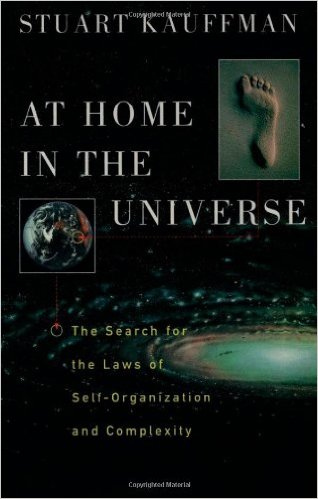 STUART KAUFFMAN
AT HOME
IN THE
UNIVERSE
The Search for
the Laws of
Self-Organization
and Complexity